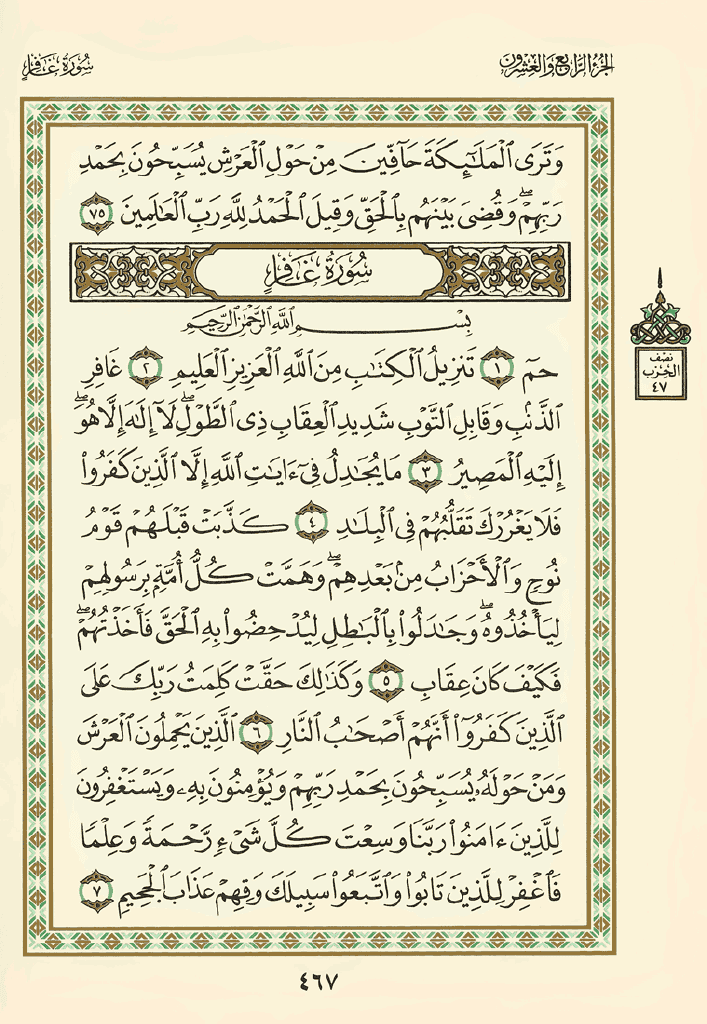 الجزء الرابع والعشرون
سورة غافر
وَتَرَى ٱلْمَلَٰٓئِكَةَ حَآفِّينَ مِنْ حَوْلِ ٱلْعَرْشِ يُسَبِّحُونَ بِحَمْدِ
رَبِّهِمْ ۖ وَقُضِىَ بَيْنَهُم بِٱلْحَقِّ وَقِيلَ ٱلْحَمْدُ لِلَّهِ رَبِّ ٱلْعَٰلَمِينَ ٧٥
سُورَةُ غَافِرٍ
بِسْمِ ٱللَّهِ ٱلرَّحْمَٰنِ ٱلرَّحِيمِ
حمٓ ١ تَنزِيلُ ٱلْكِتَٰبِ مِنَ ٱللَّهِ ٱلْعَزِيزِ ٱلْعَلِيمِ ٢ غَافِرِ
ٱلذَّنۢبِ وَقَابِلِ ٱلتَّوْبِ شَدِيدِ ٱلْعِقَابِ ذِى ٱلطَّوْلِ ۖ لَآ إِلَٰهَ إِلَّا هُوَ ۖ
إِلَيْهِ ٱلْمَصِيرُ ٣ مَا يُجَٰدِلُ فِىٓ ءَايَٰتِ ٱللَّهِ إِلَّا ٱلَّذِينَ كَفَرُوا۟
فَلَا يَغْرُرْكَ تَقَلُّبُهُمْ فِى ٱلْبِلَٰدِ ٤ كَذَّبَتْ قَبْلَهُمْ قَوْمُ
نُوحٍ وَٱلْأَحْزَابُ مِنۢ بَعْدِهِمْ ۖ وَهَمَّتْ كُلُّ أُمَّةٍۭ بِرَسُولِهِمْ
لِيَأْخُذُوهُ ۖ وَجَٰدَلُوا۟ بِٱلْبَٰطِلِ لِيُدْحِضُوا۟ بِهِ ٱلْحَقَّ فَأَخَذْتُهُمْ ۖ
فَكَيْفَ كَانَ عِقَابِ ٥ وَكَذَٰلِكَ حَقَّتْ كَلِمَتُ رَبِّكَ عَلَى
ٱلَّذِينَ كَفَرُوٓا۟ أَنَّهُمْ أَصْحَٰبُ ٱلنَّارِ ٦ ٱلَّذِينَ يَحْمِلُونَ ٱلْعَرْشَ
وَمَنْ حَوْلَهُۥ يُسَبِّحُونَ بِحَمْدِ رَبِّهِمْ وَيُؤْمِنُونَ بِهِۦ وَيَسْتَغْفِرُونَ
لِلَّذِينَ ءَامَنُوا۟ رَبَّنَا وَسِعْتَ كُلَّ شَىْءٍ رَّحْمَةً وَعِلْمًا
فَٱغْفِرْ لِلَّذِينَ تَابُوا۟ وَٱتَّبَعُوا۟ سَبِيلَكَ وَقِهِمْ عَذَابَ ٱلْجَحِيمِ ٧
نصف
الحزب
٤٧
٤٦٧